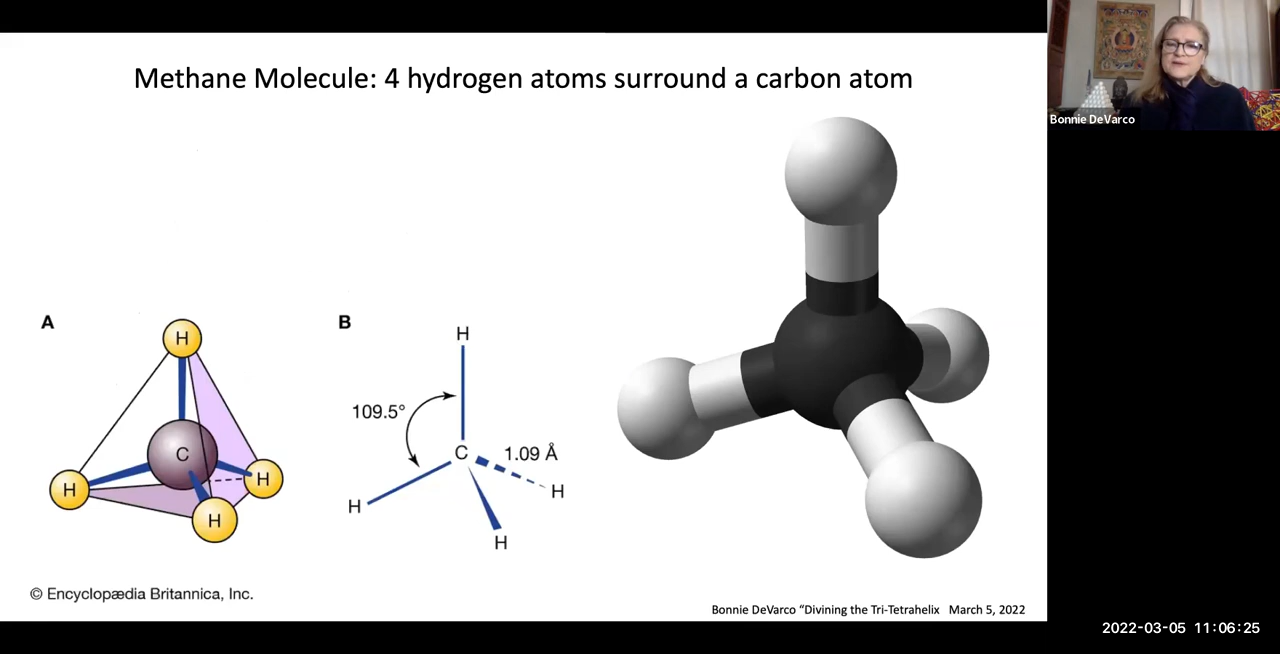 Methane Molecule: 4 hydrogen atoms surround a carbon atom
Bonnie DeVarco
A
H
C
H
H
H
B
H
109.5°
C
1.09 Å
H
H
H
© Encyclopædia Britannica, Inc.
Bonnie DeVarco “Divining the Tri-Tetrahelix March 5, 2022
2022-03-05 11:06:25